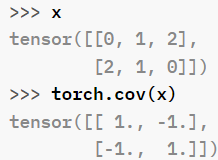 >>> x
tensor([[0, 1, 2],
        [2, 1, 0]])
>>> torch.cov(x)
tensor([[ 1., -1.],
        [-1.,  1.]])